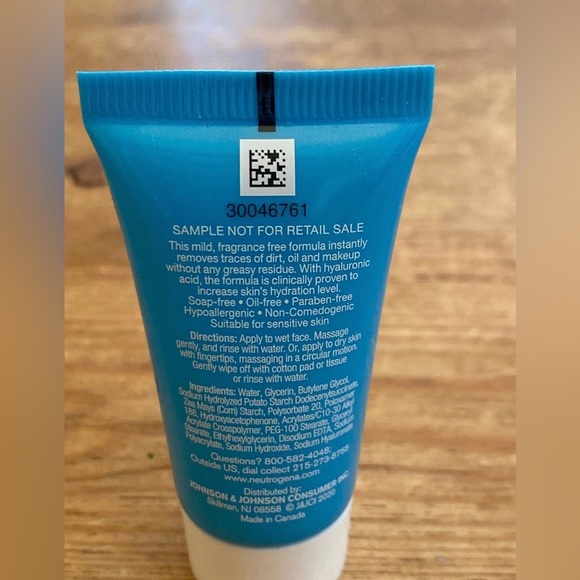 30046761
SAMPLE NOT FOR RETAIL SALE
This mild, fragrance free formula instantly
removes traces of dirt, oil and makeup
without any greasy residue. With hyaluronic
acid, the formula is clinically proven to
increase skin's hydration level.
Soap-free • Oil-free • Paraben-free
Hypoallergenic • Non-Comedogenic
Suitable for sensitive skin
Directions: Apply to wet face. Massage
gently, and rinse with water. Or, apply to dry skin
with fingertips, massaging in a circular motion.
Gently wipe off with cotton pad or tissue
or rinse with water.
Ingredients: Water, Glycerin, Butylene Glycol,
Sodium Hydrolyzed Potato Starch Dodecenylsuccinate,
Zea Mays (Corn) Starch, Polysorbate 20, Poloxamer
188, Hydroxyacetophenone, Acrylates/C10-30 Alkyl
Acrylate Crosspolymer, PEG-100 Stearate, Glyceryl
Stearate, Ethylhexylglycerin, Disodium EDTA, Sodium
Polyacrylate, Sodium Hydroxide, Sodium Hyaluronate
Questions? 800-582-4048;
Outside US, dial collect 215-273-8755
www.neutrogena.com
Distributed by:
JOHNSON & JOHNSON CONSUMER INC.
Skillman, NJ 08558 © J&JCI 2020
Made in Canada